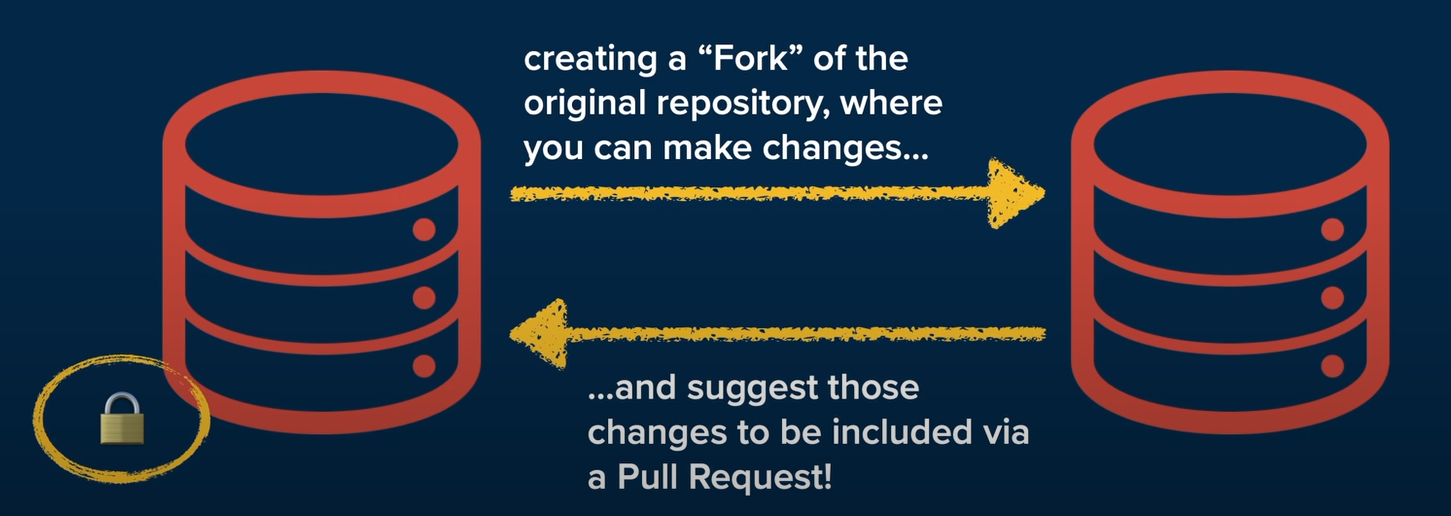 creating a “Fork” of the
original repository, where
you can make changes...
...and suggest those
changes to be included via
a Pull Request!